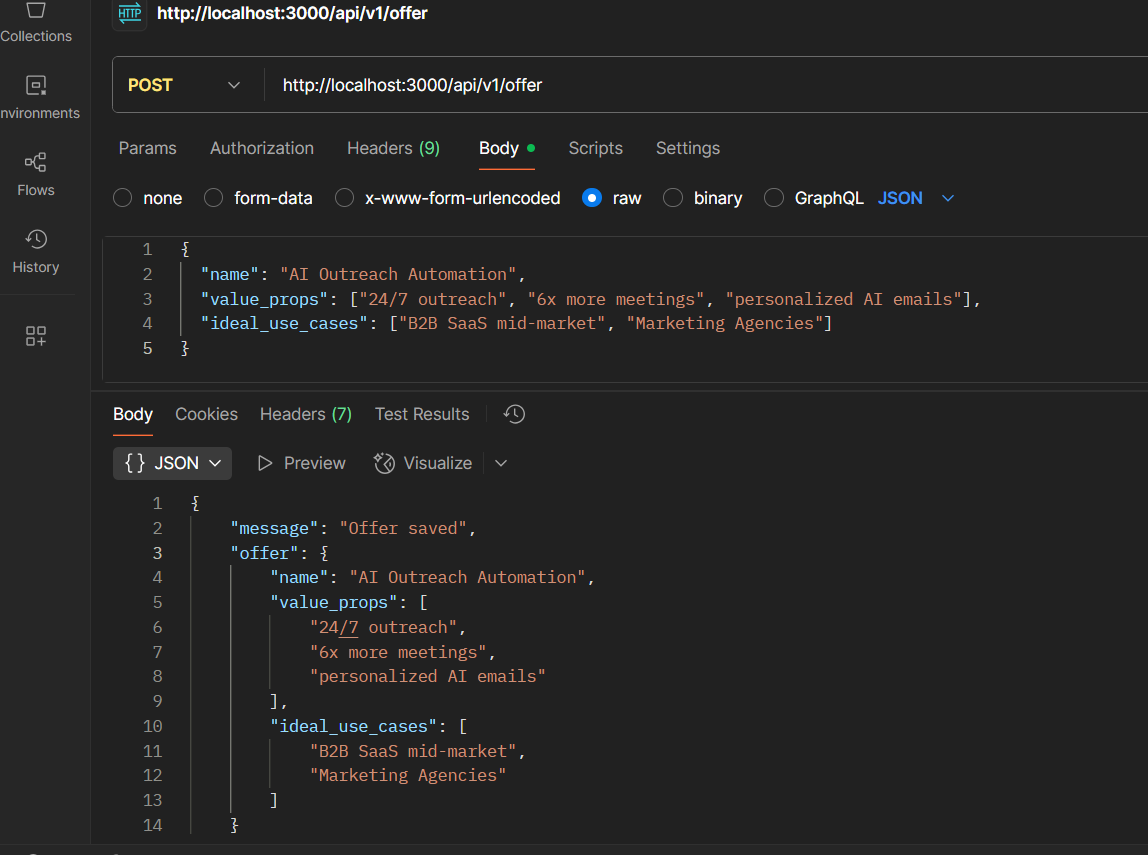 HTTP http://localhost:3000/api/v1/offer
Collections
POST http://localhost:3000/api/v1/offer
nvironments
Params Authorization Headers (9) Body Scripts Settings
Flows
none form-data x-www-form-urlencoded raw binary GraphQL JSON
History
1 {
2 "name": "AI Outreach Automation",
3 "value_props": ["24/7 outreach", "6x more meetings", "personalized AI emails"],
4 "ideal_use_cases": ["B2B SaaS mid-market", "Marketing Agencies"]
5 }
Body Cookies Headers (7) Test Results
{} JSON Preview Visualize
1 {
2 "message": "Offer saved",
3 "offer": {
4 "name": "AI Outreach Automation",
5 "value_props": [
6 "24/7 outreach",
7 "6x more meetings",
8 "personalized AI emails"
9 ],
10 "ideal_use_cases": [
11 "B2B SaaS mid-market",
12 "Marketing Agencies"
13 ]
14 }